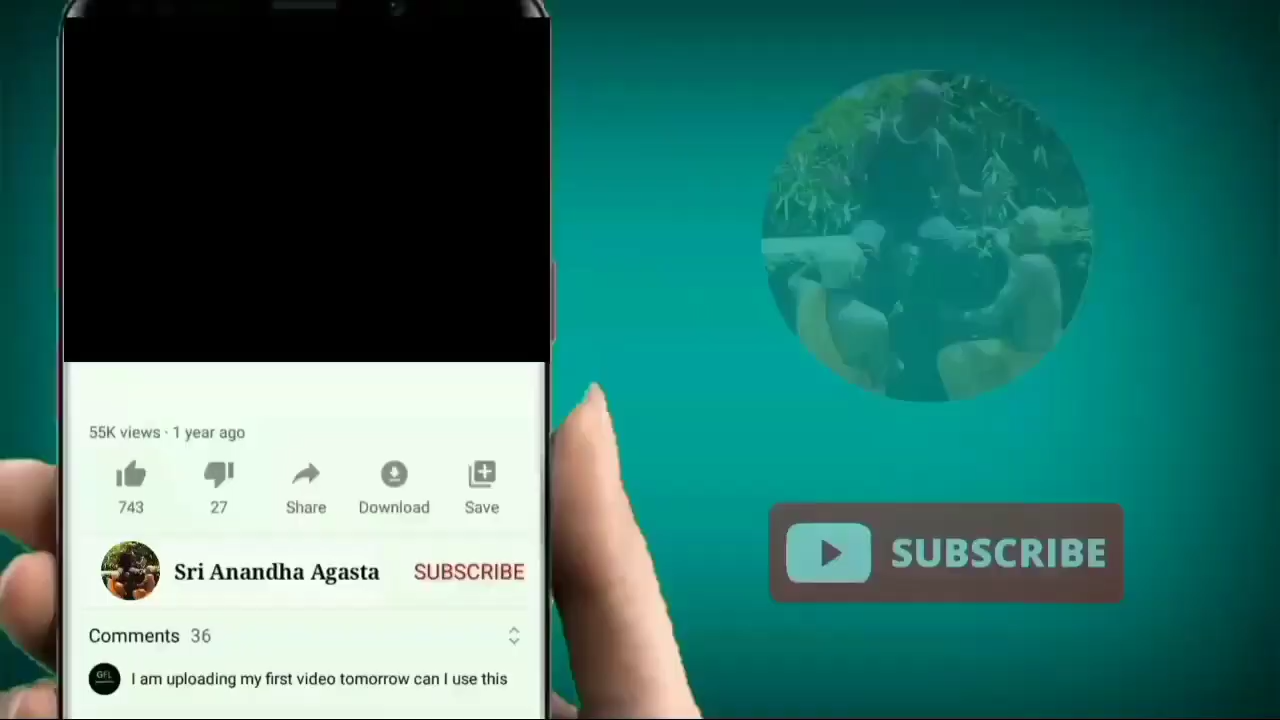 55K views · 1 year ago
743
27
Share
Download
Save
Sri Anandha Agasta
SUBSCRIBE
Comments 36
GFL
I am uploading my first video tomorrow can I use this
SUBSCRIBE